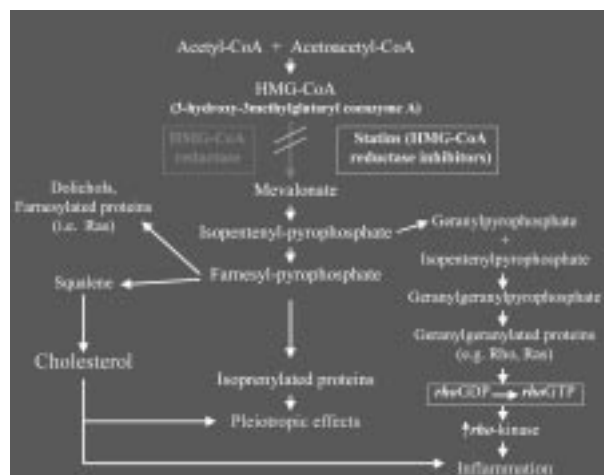 Acetyl-CoA + Acetoacetyl-CoA
HMG-CoA
(3-hydroxy-3methylglutaryl coenzyme A)
HMG-CoA
reductase
Statins (HMG-CoA
reductase inhibitors)
Mevalonate
Dolichols,
Farnesylated proteins
(i.e. Ras)
Isopentenyl-pyrophosphate
Geranylpyrophosphate
+
Isopentenylpyrophosphate
Farnesyl-pyrophosphate
Squalene
Geranylgeranylpyrophosphate
Geranylgeranylated proteins
(e.g. Rho, Ras)
Cholesterol
Isoprenylated proteins
rhoGDP rhoGTP
Pleiotropic effects
↑rho-kinase
Inflammation